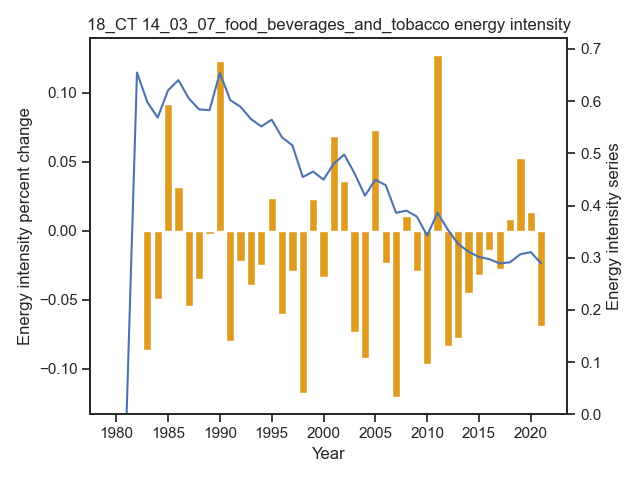 18_CT 14_03_07_food_beverages_and_tobacco energy intensity
0.10
0.05
0.00
−0.05
−0.10
Energy intensity percent change
0.7
0.6
0.5
0.4
0.3
0.2
0.1
0.0
Energy intensity series
1980 1985 1990 1995 2000 2005 2010 2015 2020
Year